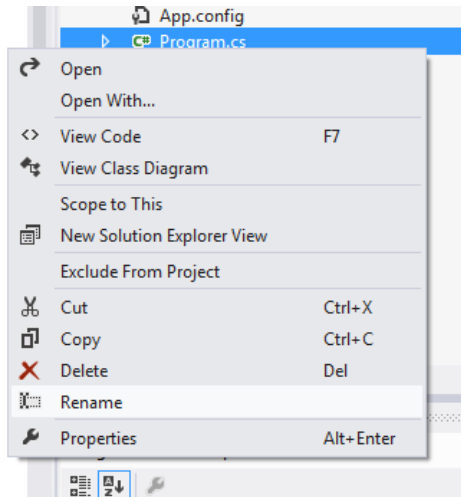 App.config
C# Program.cs
Open
Open With...
View Code F7
View Class Diagram
Scope to This
New Solution Explorer View
Exclude From Project
Cut Ctrl+X
Copy Ctrl+C
Delete Del
Rename
Properties Alt+Enter